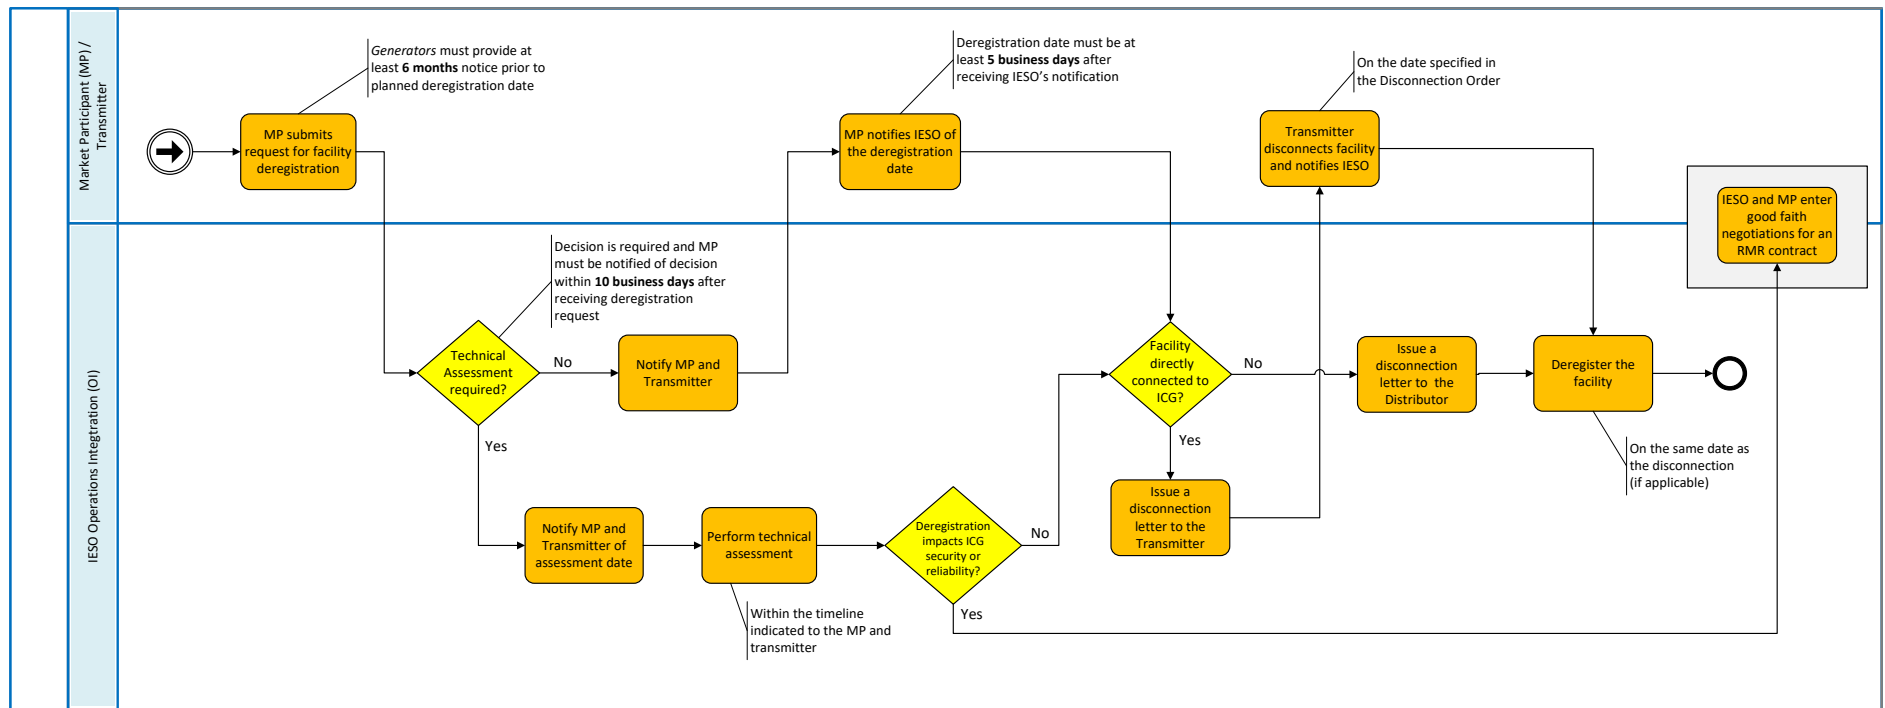 Market Participant (MP) /
Transmitter
Generators must provide at
least 6 months notice prior to
planned deregistration date
MP submits
request for facility
deregistration
Deregistration date must be at
least 5 business days after
receiving IESO's notification
MP notifies IESO of
the deregistration
date
On the date specified in
the Disconnection Order
Transmitter
disconnects facility
and notifies IESO
IESO and MP enter
good faith
negotiations for an
RMR contract
IESO Operations Integtration (OI)
Decision is required and MP
must be notified of decision
within 10 business days after
receiving deregistration
request
Technical
Assessment
required?
No
Notify MP and
Transmitter
Yes
Notify MP and
Transmitter of
assessment date
Perform technical
assessment
Within the timeline
indicated to the MP and
transmitter
Deregistration
impacts ICG
security or
reliability?
No
Yes
Facility
directly
connected to
ICG?
No
Yes
Issue a
disconnection
letter to the
Transmitter
Issue a
disconnection
letter to the
Distributor
Deregister the
facility
On the same date as
the disconnection
(if applicable)